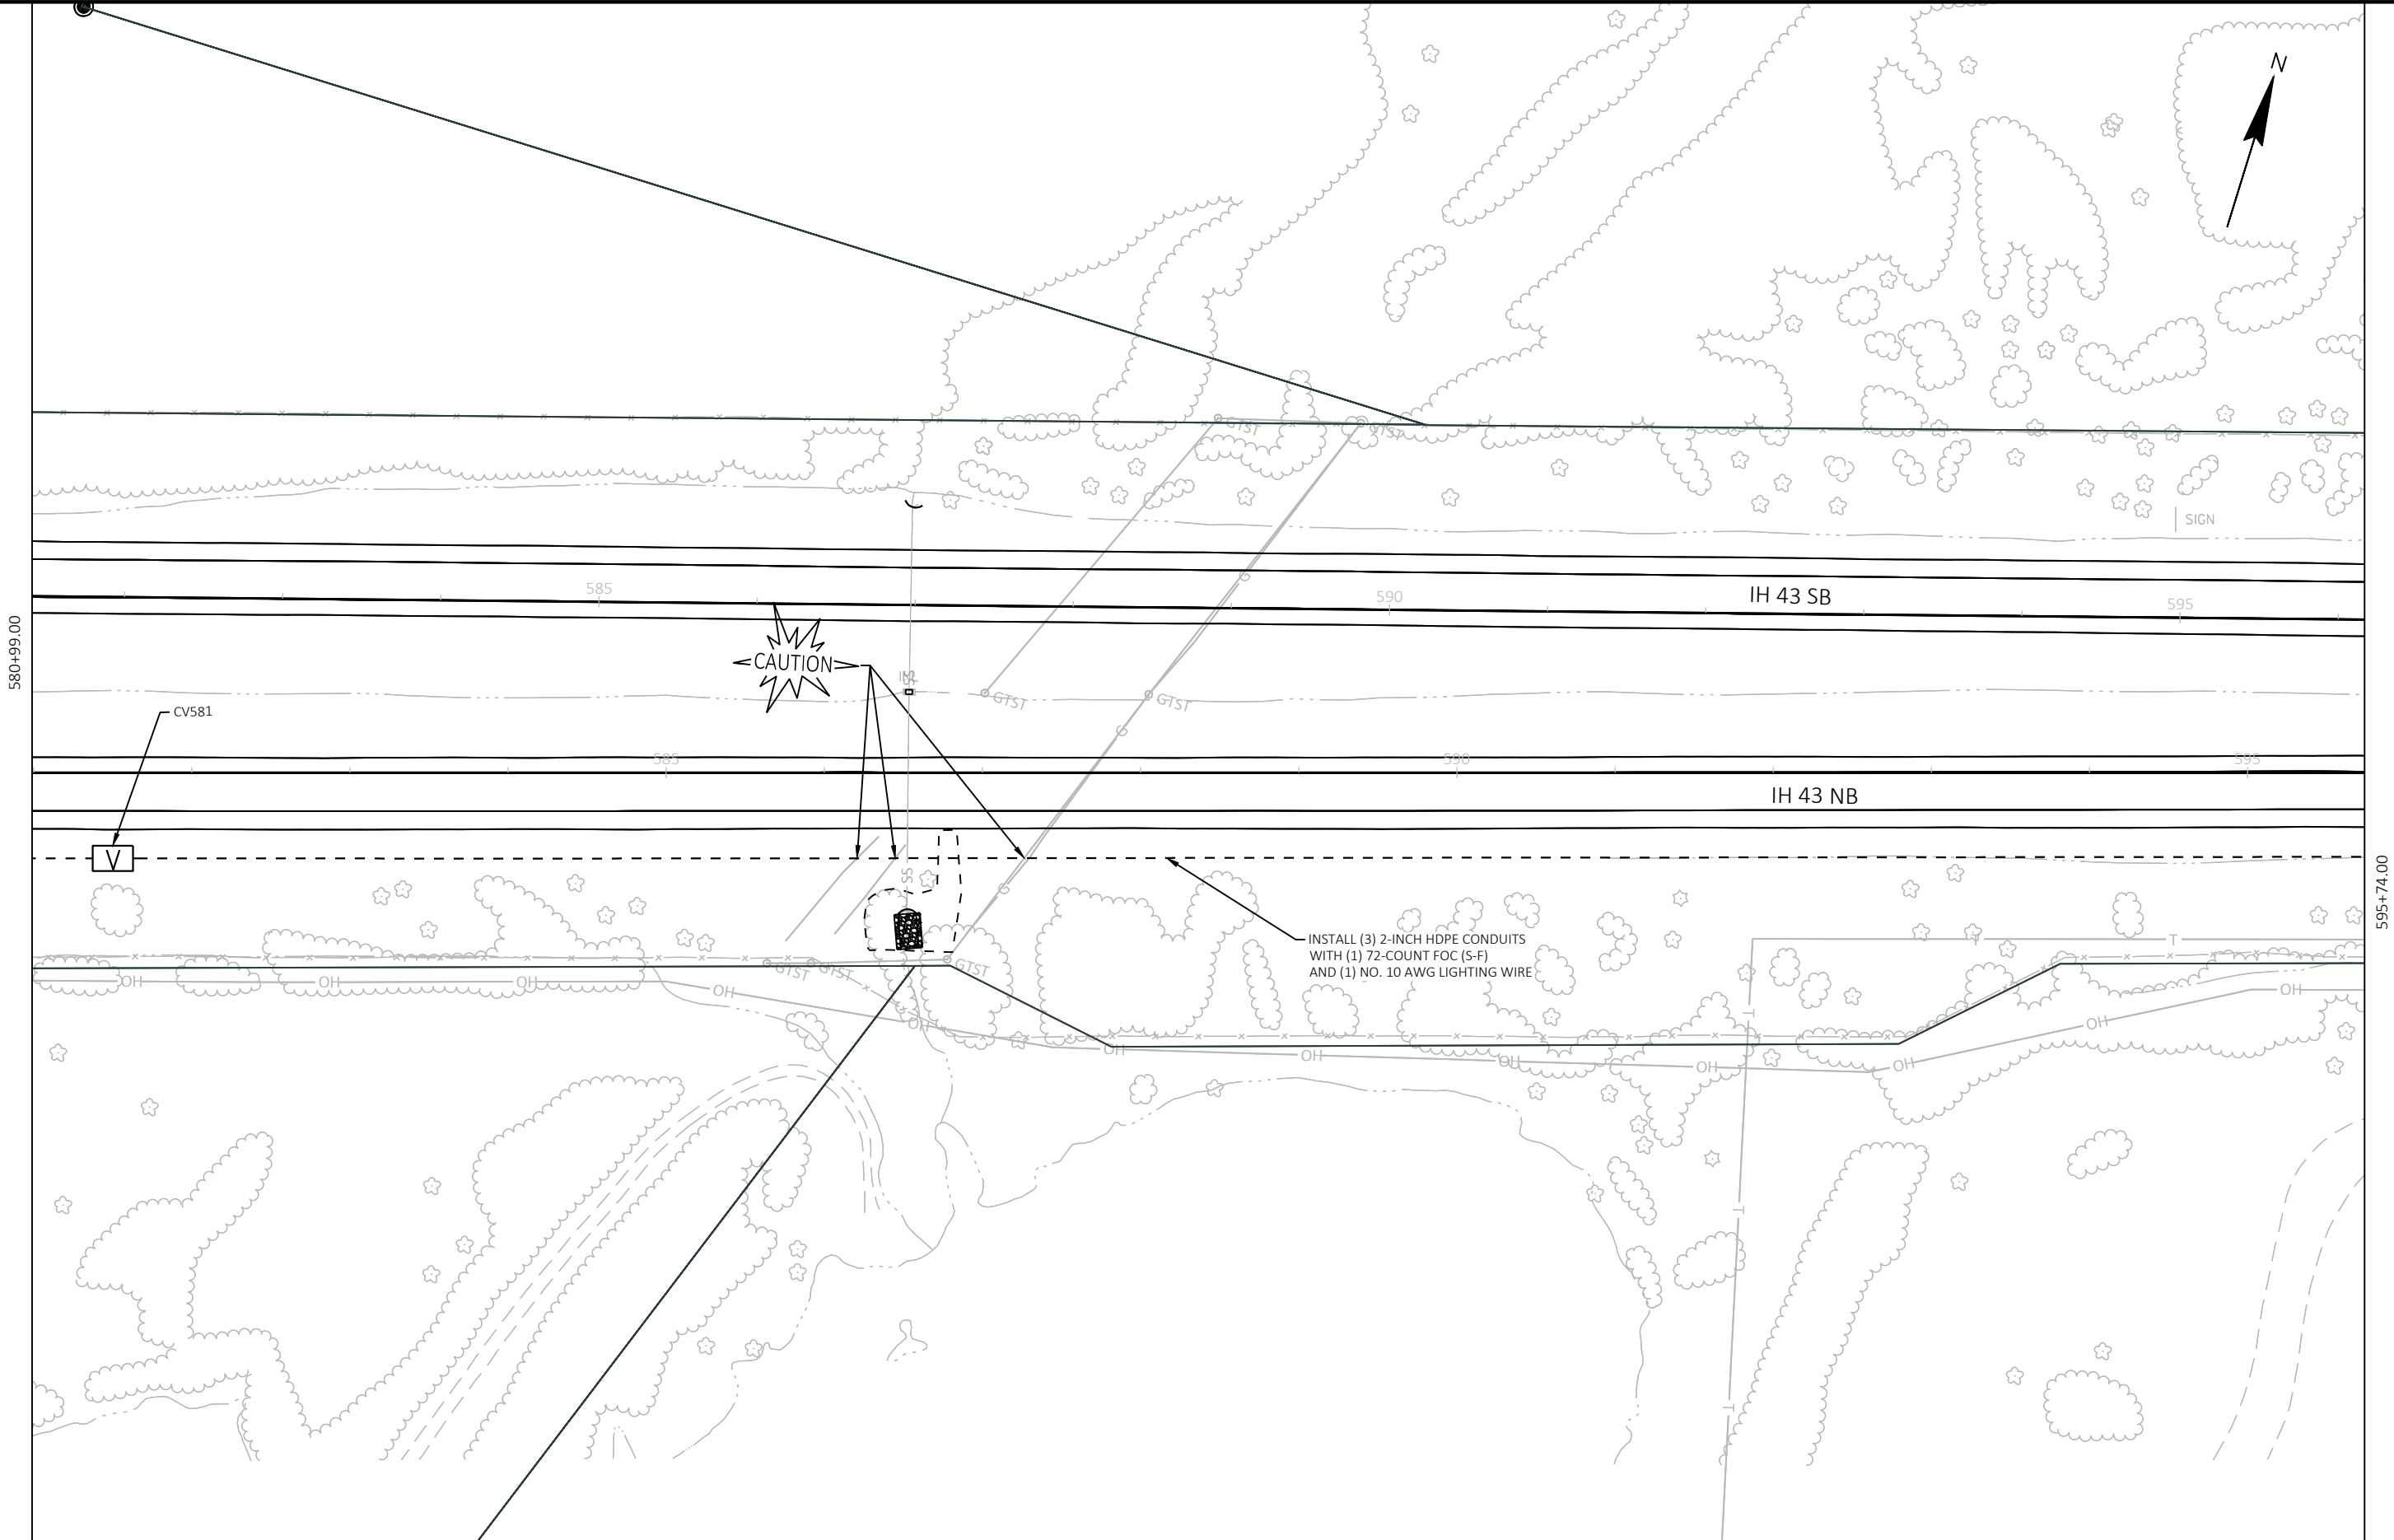 N
GTST
GTST
SIGN
585
590
595
IH 43 SB
580+99.00
CAUTION
G
GTST
GTST
G
CV581
585
590
595
IH 43 NB
V
595+74.00
SS
G
INSTALL (3) 2-INCH HDPE CONDUITS
WITH (1) 72-COUNT FOC (S-F)
AND (1) NO. 10 AWG LIGHTING WIRE
T
T
GTST
GTST
GTST
OH
OH
OH
OH
OH
OH
OH
OH
OH
OH
OH
OH
T
T
T